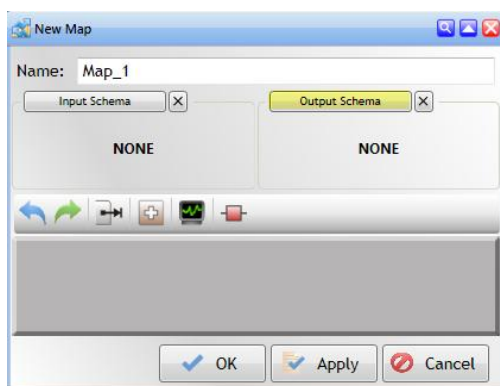 New Map
Name: Map_1
Input Schema X Output Schema X
NONE NONE
OK Apply Cancel